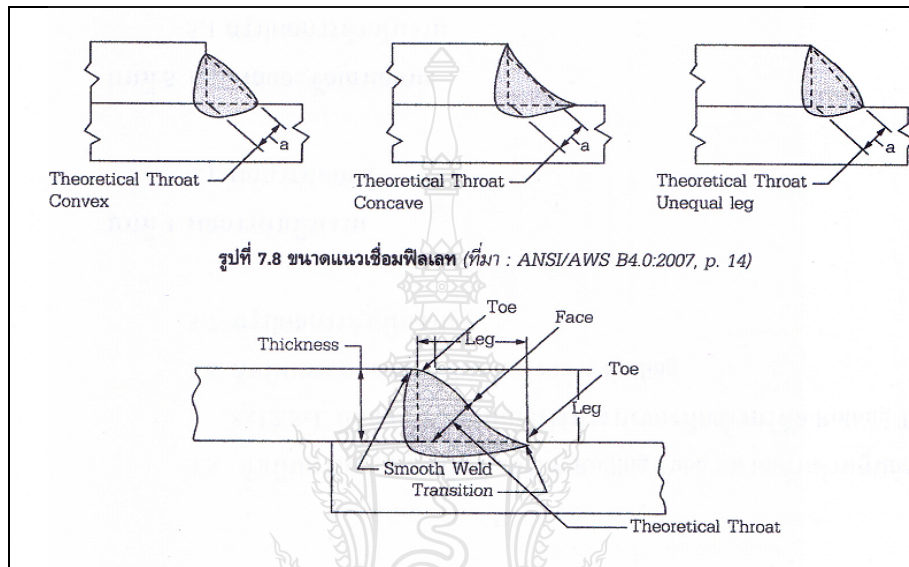 a
a
a
Theoretical Throat
Convex
Theoretical Throat
Concave
Theoretical Throat
Unequal leg
รูปที่ 7.8 ขนาดแนวเชื่อมฟิลเลท (ที่มา : ANSI/AWS B4.0:2007, p. 14)
Toe
Face
Thickness
Leg
Toe
Leg
Smooth Weld
Transition
Theoretical Throat